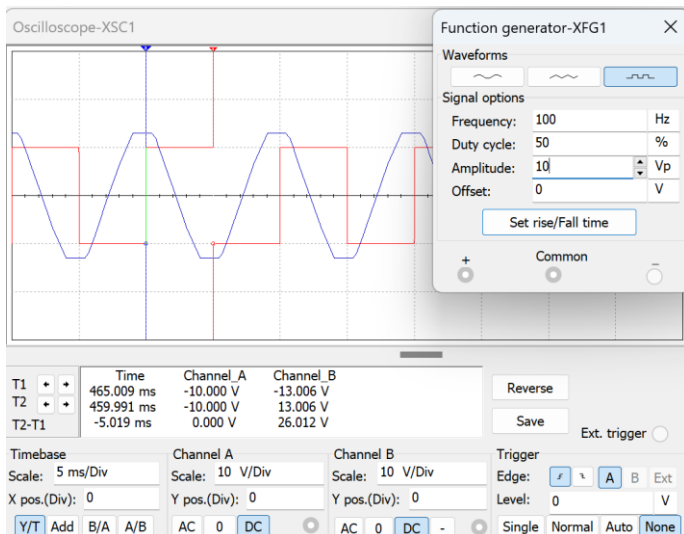 Oscilloscope-XSC1
Function generator-XFG1
Waveforms
Signal options
Frequency: 100 Hz
Duty cycle: 50 %
Amplitude: 10 Vp
Offset: 0 V
Set rise/Fall time
+ Common −
Time Channel_A Channel_B
T1 465.009 ms -10.000 V -13.006 V
T2 459.991 ms -10.000 V 13.006 V
T2-T1 -5.019 ms 0.000 V 26.012 V
Reverse
Save
Ext. trigger
Timebase
Scale: 5 ms/Div
X pos.(Div): 0
Y/T Add B/A A/B
Channel A
Scale: 10 V/Div
Y pos.(Div): 0
AC 0 DC
Channel B
Scale: 10 V/Div
Y pos.(Div): 0
AC 0 DC -
Trigger
Edge: A B Ext
Level: 0 V
Single Normal Auto None